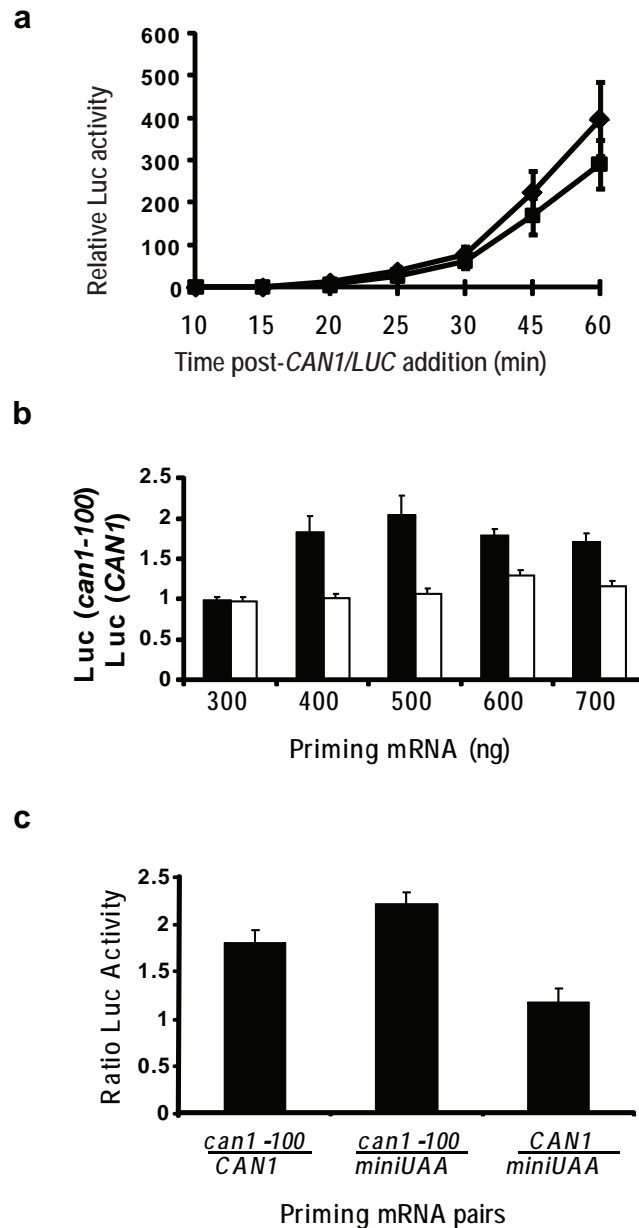 a
600
500
400
300
200
100
0
Relative Luc activity
10 15 20 25 30 45 60
Time post-CAN1/LUC addition (min)
b
2.5
2
1.5
1
0.5
0
Luc (can1-100)
Luc (CAN1)
300 400 500 600 700
Priming mRNA (ng)
c
2.5
2
1.5
1
0.5
0
Ratio Luc Activity
can1 -100 can1 -100 CAN1
CAN1 miniUAA miniUAA
Priming mRNA pairs